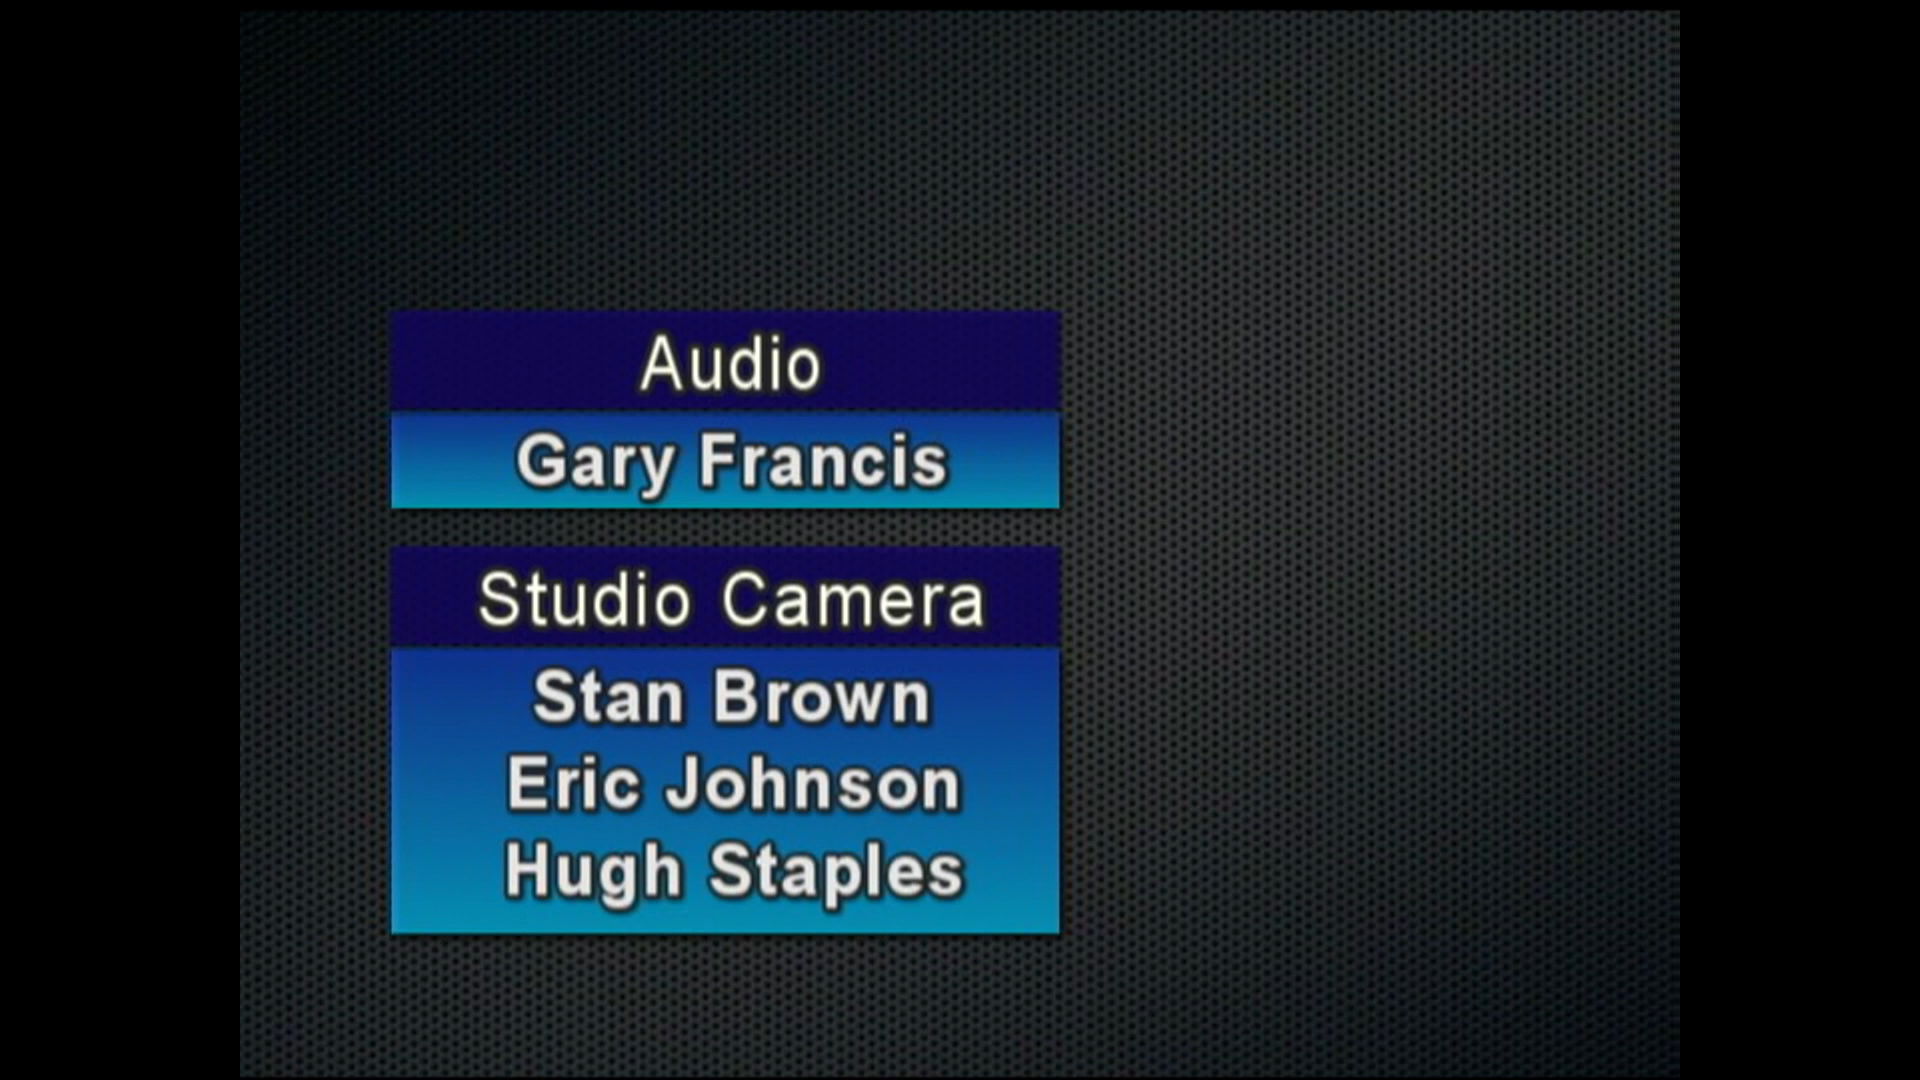 Audio
Gary Francis
Studio Camera
Stan Brown
Eric Johnson
Hugh Staples